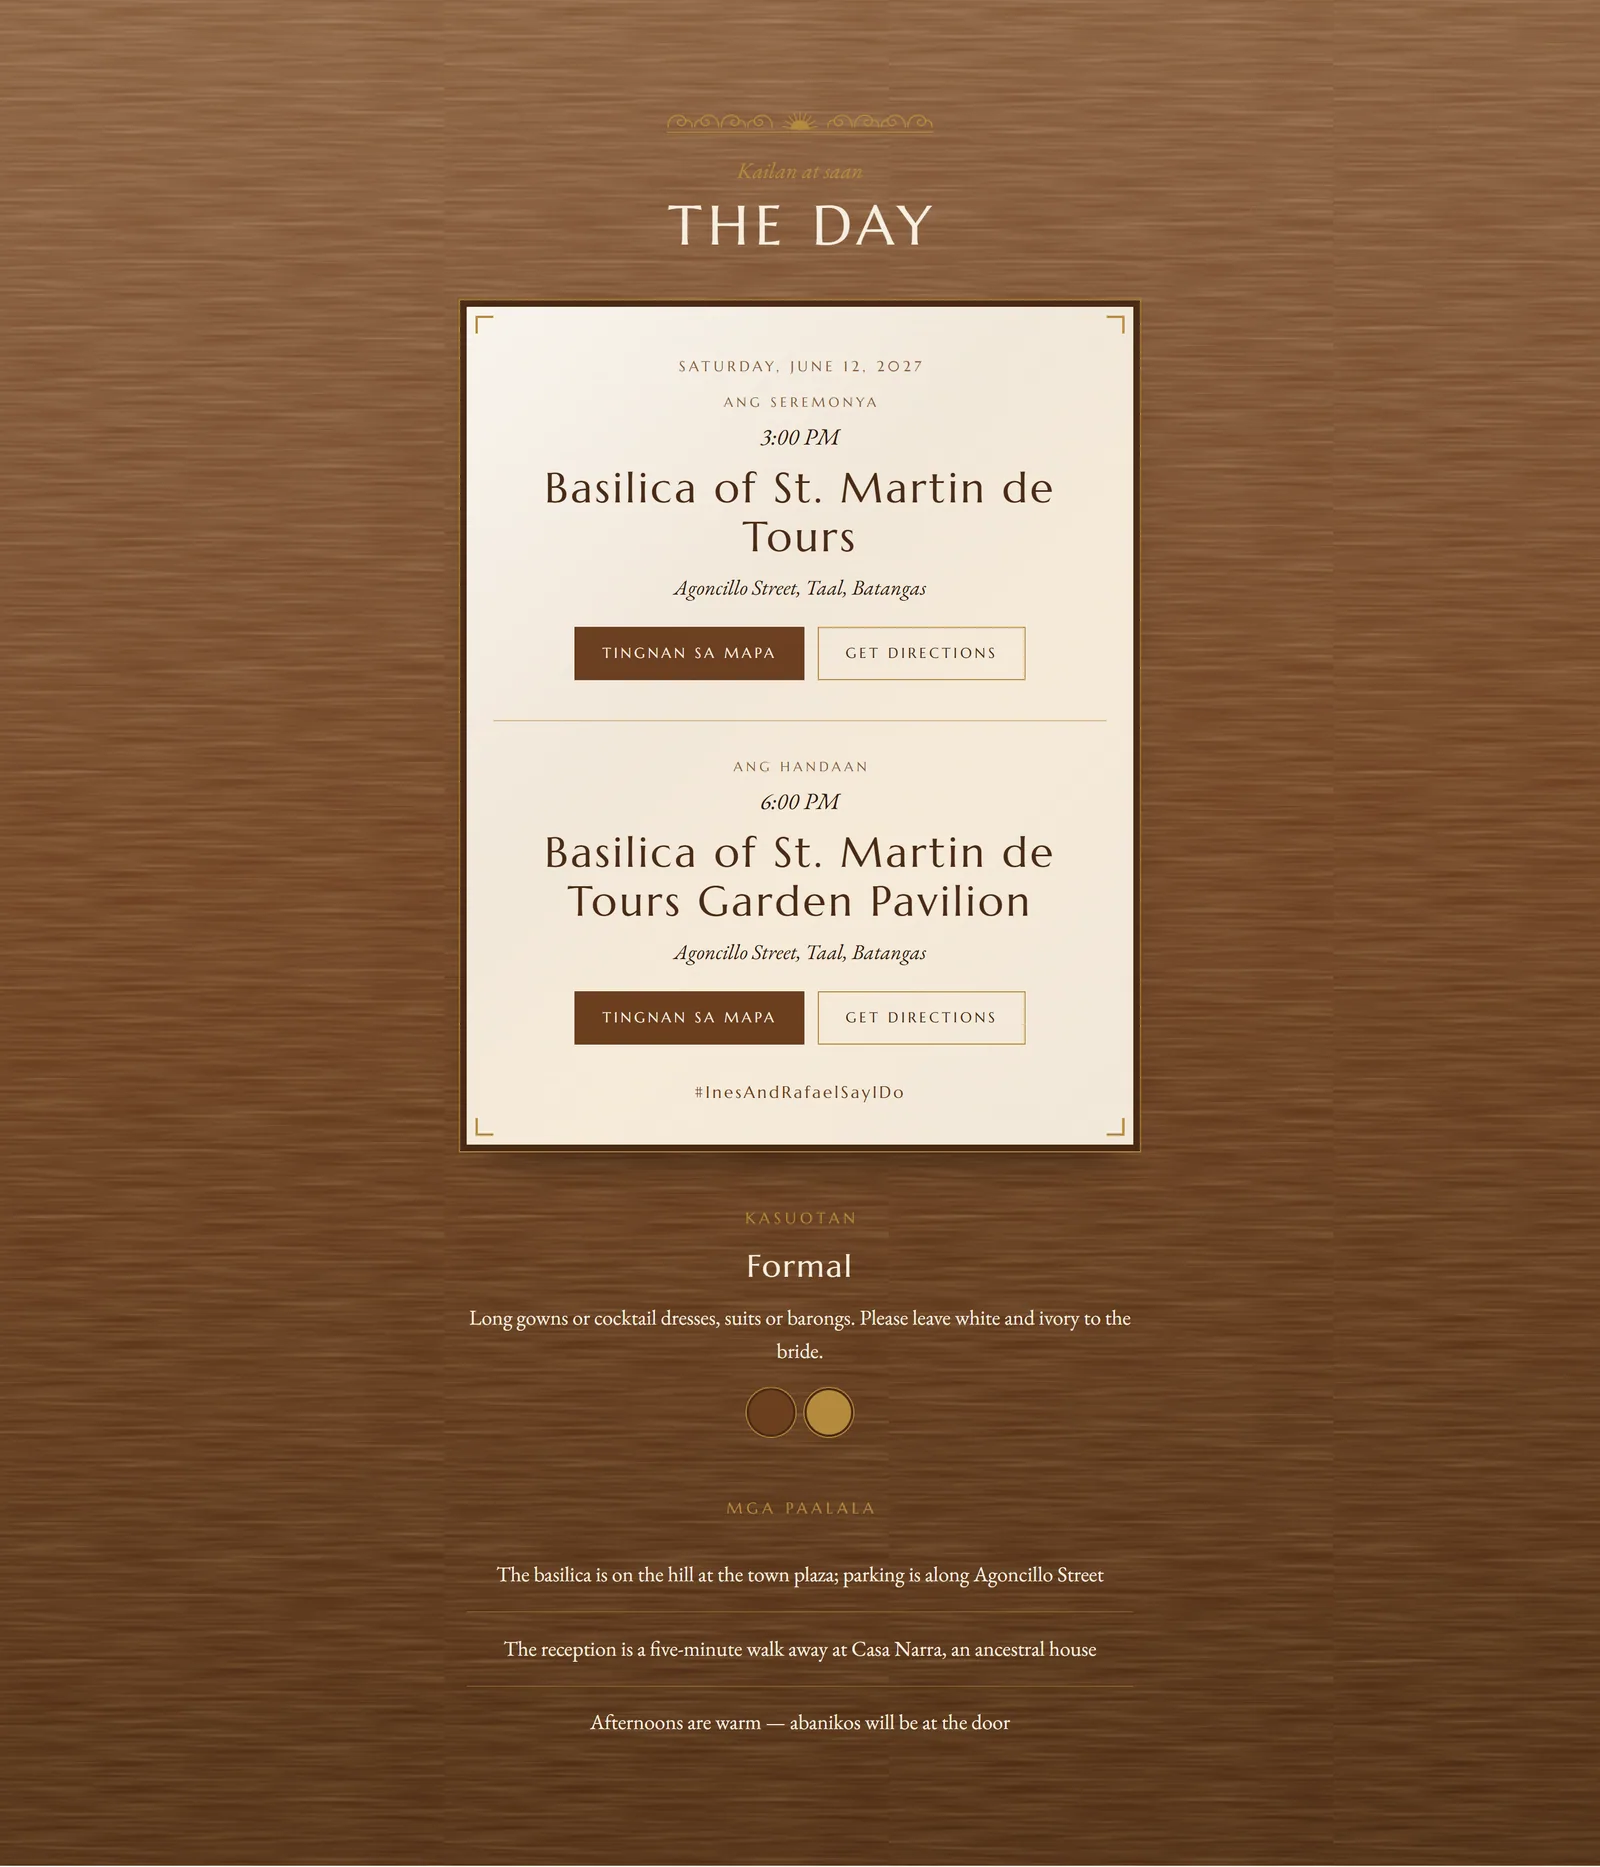 Kailan at saan
THE DAY
SATURDAY, JUNE 12, 2027
ANG SEREMONYA
3:00 PM
Basilica of St. Martin de
Tours
Agoncillo Street, Taal, Batangas
TINGNAN SA MAPA
GET DIRECTIONS
ANG HANDAAN
6:00 PM
Basilica of St. Martin de
Tours Garden Pavilion
Agoncillo Street, Taal, Batangas
TINGNAN SA MAPA
GET DIRECTIONS
#InesAndRafaelSayIDo
KASUOTAN
Formal
Long gowns or cocktail dresses, suits or barongs. Please leave white and ivory to the
bride.
MGA PAALALA
The basilica is on the hill at the town plaza; parking is along Agoncillo Street
The reception is a five-minute walk away at Casa Narra, an ancestral house
Afternoons are warm — abanikos will be at the door